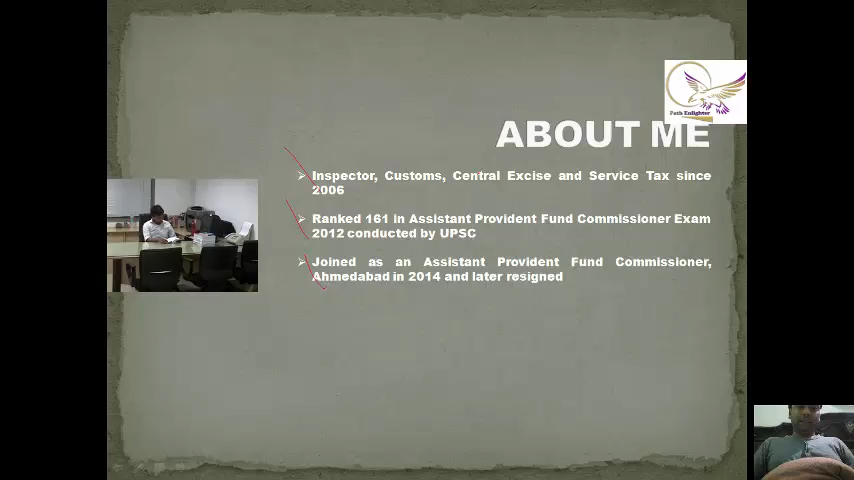 Path Enlighter
ABOUT ME
Inspector, Customs, Central Excise and Service Tax since
2006
Ranked 161 in Assistant Provident Fund Commissioner Exam
2012 conducted by UPSC
Joined as an Assistant Provident Fund Commissioner,
Ahmedabad in 2014 and later resigned